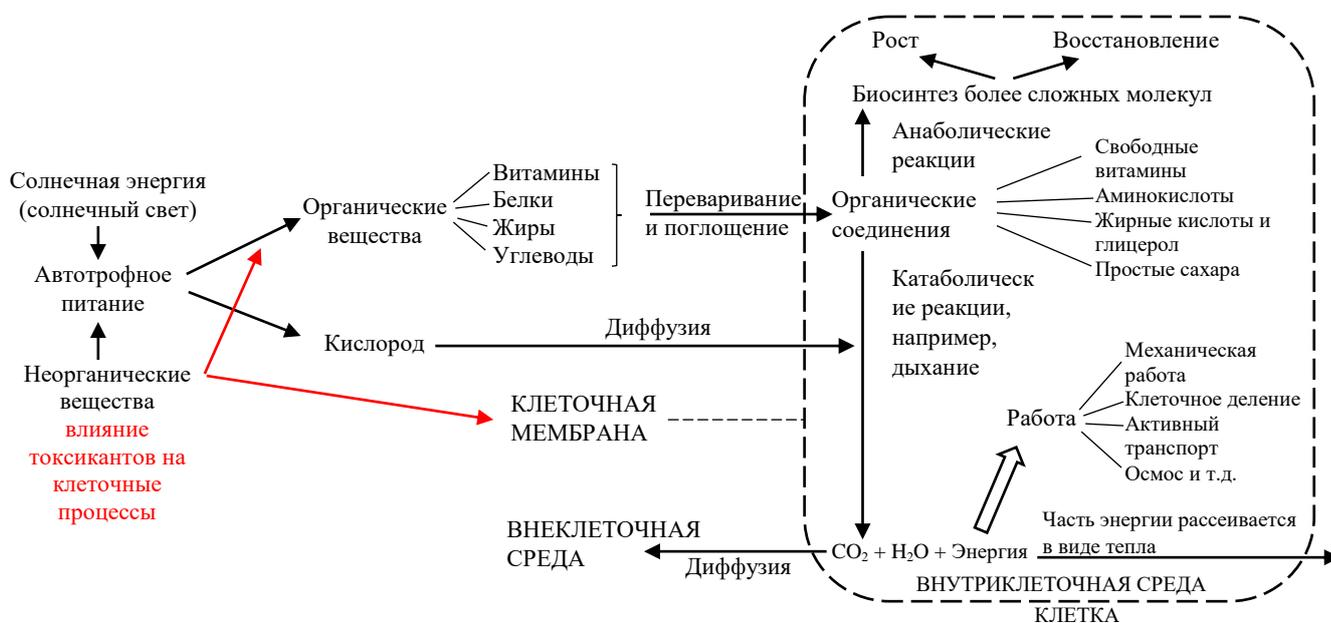 Рост
Восстановление
Биосинтез более сложных молекул
Анаболические
реакции
Солнечная энергия
(солнечный свет)
Автотрофное
питание
Неорганические
вещества
влияние
токсикантов на
клеточные
процессы
Органические
вещества
Витамины
Белки
Жиры
Углеводы
Переваривание
и поглощение
Органические
соединения
Свободные
витамины
Аминокислоты
Жирные кислоты и
глицерол
Простые сахара
Кислород
Диффузия
Катаболическ
ие реакции,
например,
дыхание
КЛЕТОЧНАЯ
МЕМБРАНА
Работа
Механическая
работа
Клеточное деление
Активный
транспорт
Осмос и т.д.
ВНЕКЛЕТОЧНАЯ
СРЕДА
Диффузия
CO₂ + H₂O + Энергия
Часть энергии рассеивается
в виде тепла
ВНУТРИКЛЕТОЧНАЯ СРЕДА
КЛЕТКА